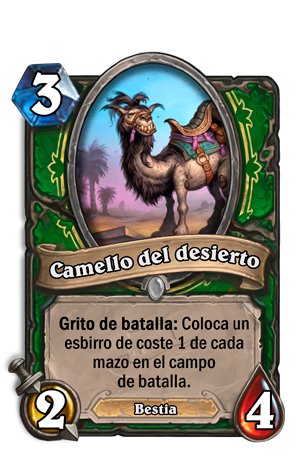 3
Camello del desierto
Grito de batalla: Coloca un
esbirro de coste 1 de cada
mazo en el campo
de batalla.
2
Bestia
4